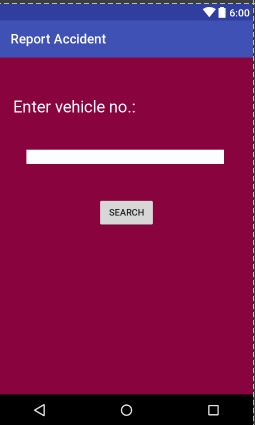 6:00
Report Accident
Enter vehicle no.:
SEARCH